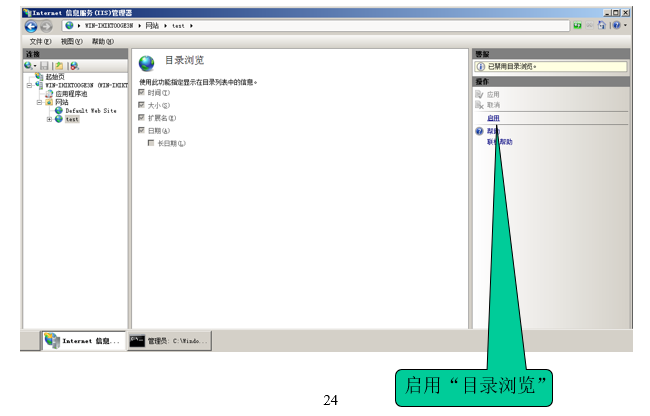 Internet 信息服务(IIS)管理器
WIN-IMIKTOOGE3N ▸ 网站 ▸ test ▸
文件(F) 视图(V) 帮助(H)
连接
起始页
WIN-IMIKTOOGE3N (WIN-IMIKT
应用程序池
网站
Default Web Site
test
目录浏览
使用此功能指定显示在目录列表中的信息。
时间(T)
大小(S)
扩展名(E)
日期(A)
长日期(L)
警报
已禁用目录浏览。
操作
应用
取消
启用
帮助
联机帮助
Internet 信息...
管理员: C:\Windo...
启用“目录浏览”
24